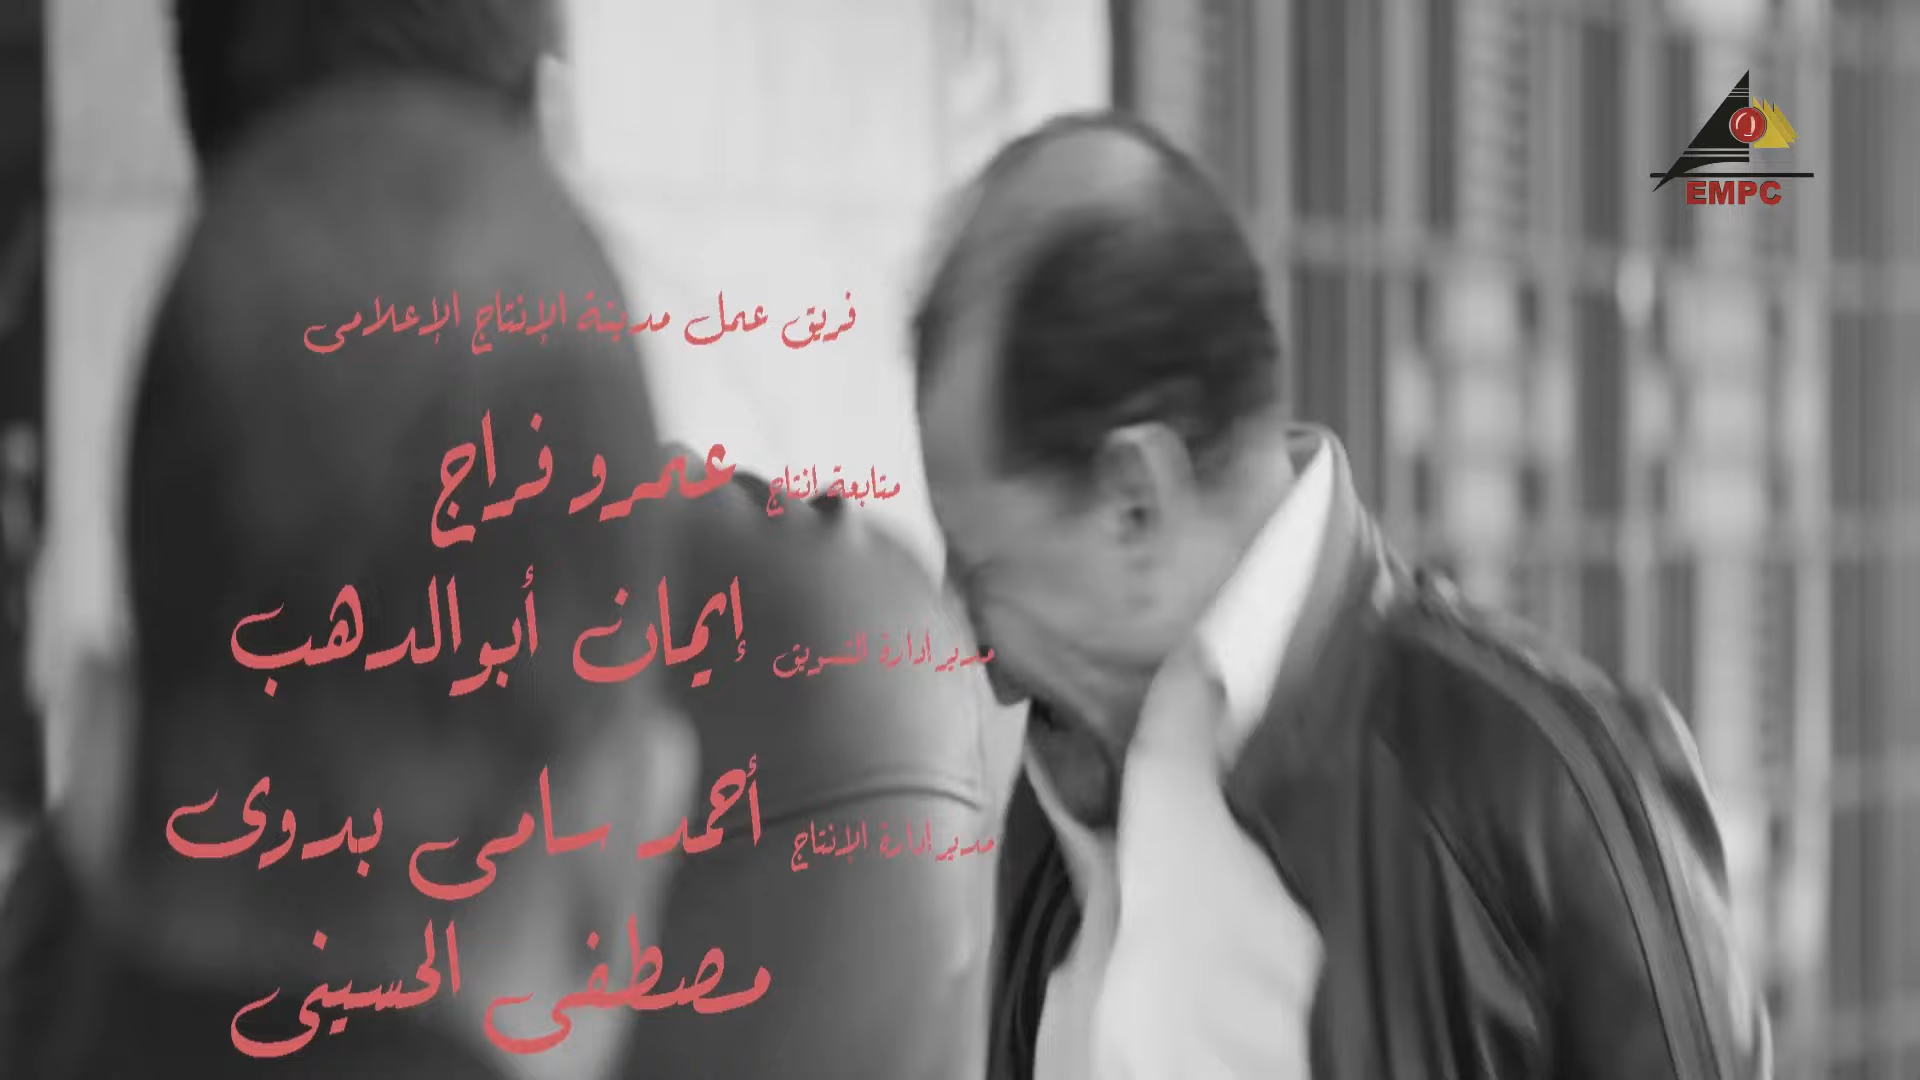 EMPC
فريق عمل مدينة الإنتاج الإعلامى
متابعة انتاج عمرو فراج
مدير ادارة التسويق إيمان أبوالدهب
مدير ادارة الإنتاج أحمد سامى بدوى
مصطفى الحسينى